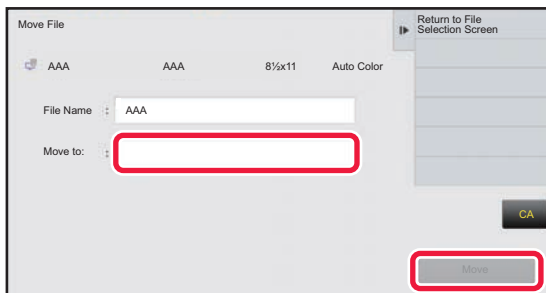 Move File
Return to File
Selection Screen
AAA AAA 8½x11 Auto Color
File Name : AAA
Move to: :
CA
Move